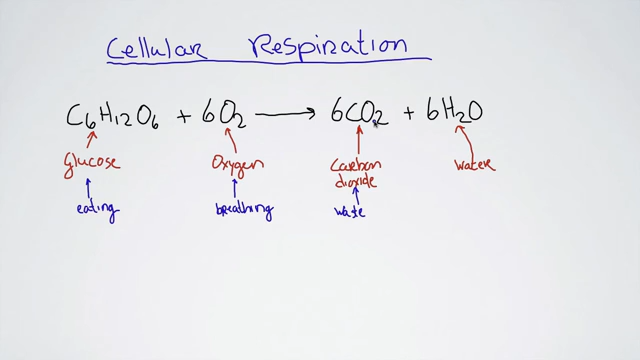 Cellular Respiration
C6H12O6 + 6O2 → 6CO2 + 6H2O
Glucose Oxygen Carbon dioxide water
eating breathing waste